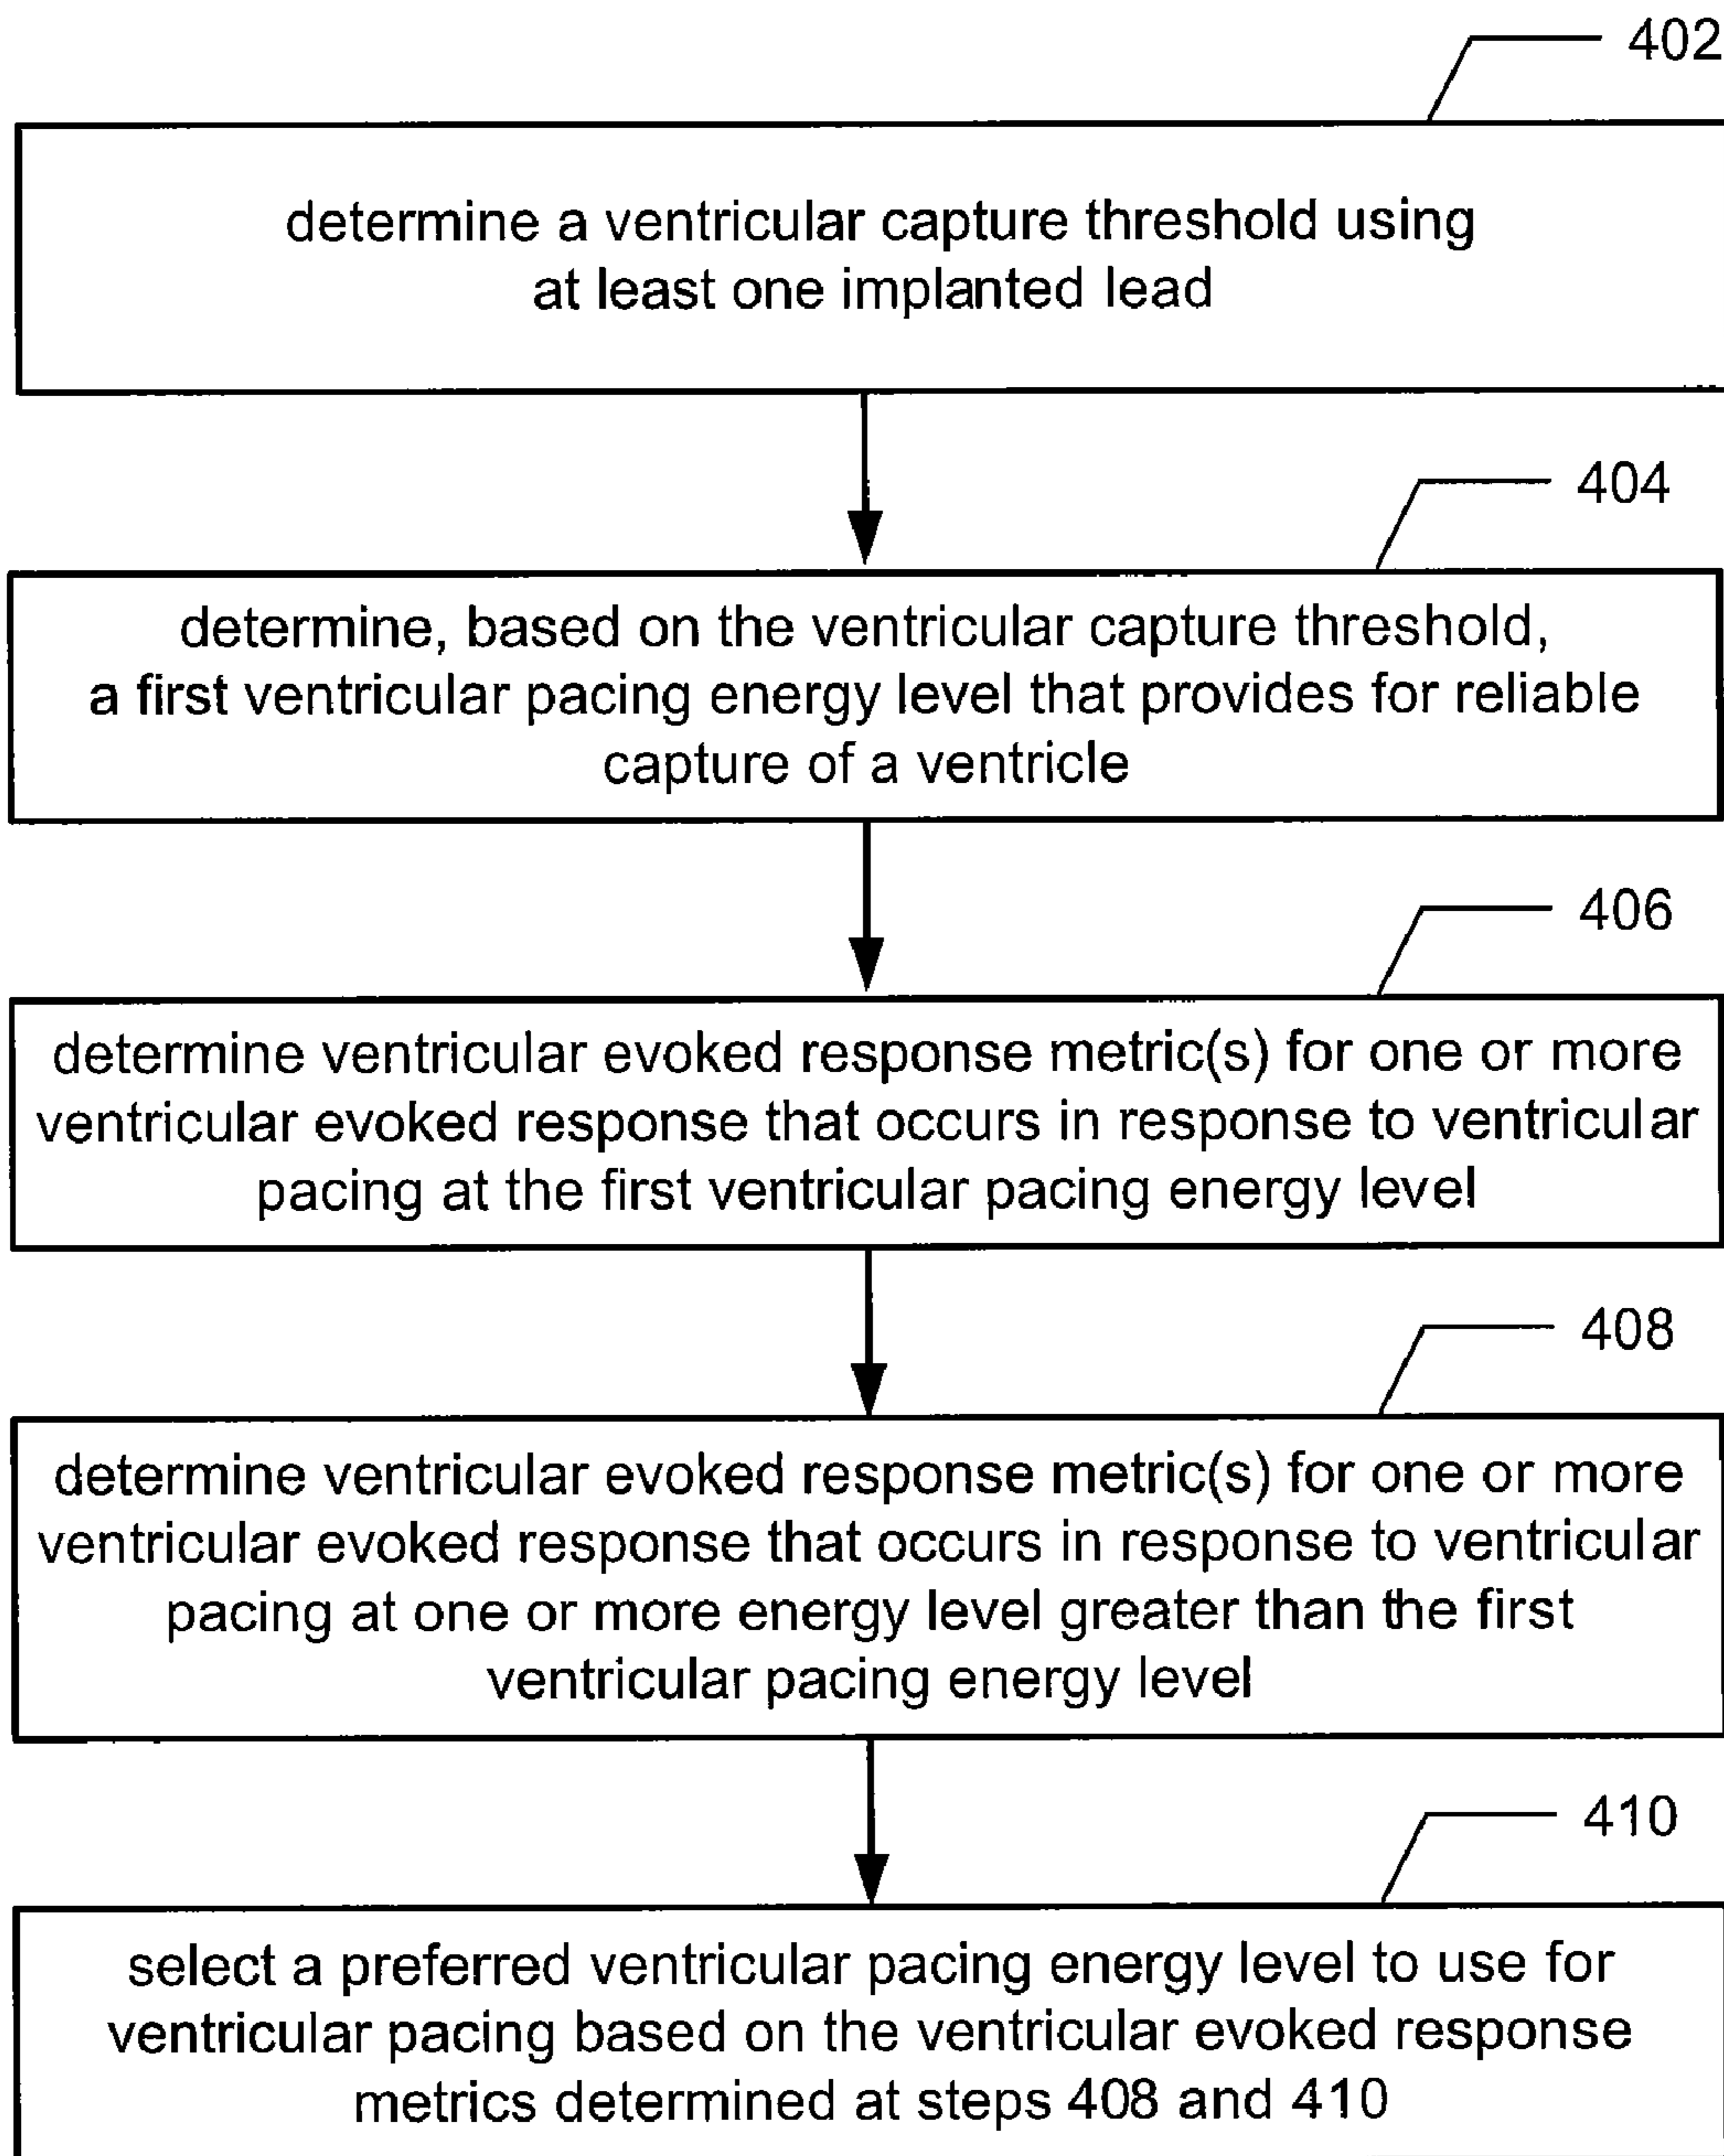 402
determine a ventricular capture threshold using
at least one implanted lead
404
determine, based on the ventricular capture threshold,
a first ventricular pacing energy level that provides for reliable
capture of a ventricle
406
determine ventricular evoked response metric(s) for one or more
ventricular evoked response that occurs in response to ventricular
pacing at the first ventricular pacing energy level
408
determine ventricular evoked response metric(s) for one or more
ventricular evoked response that occurs in response to ventricular
pacing at one or more energy level greater than the first
ventricular pacing energy level
410
select a preferred ventricular pacing energy level to use for
ventricular pacing based on the ventricular evoked response
metrics determined at steps 408 and 410